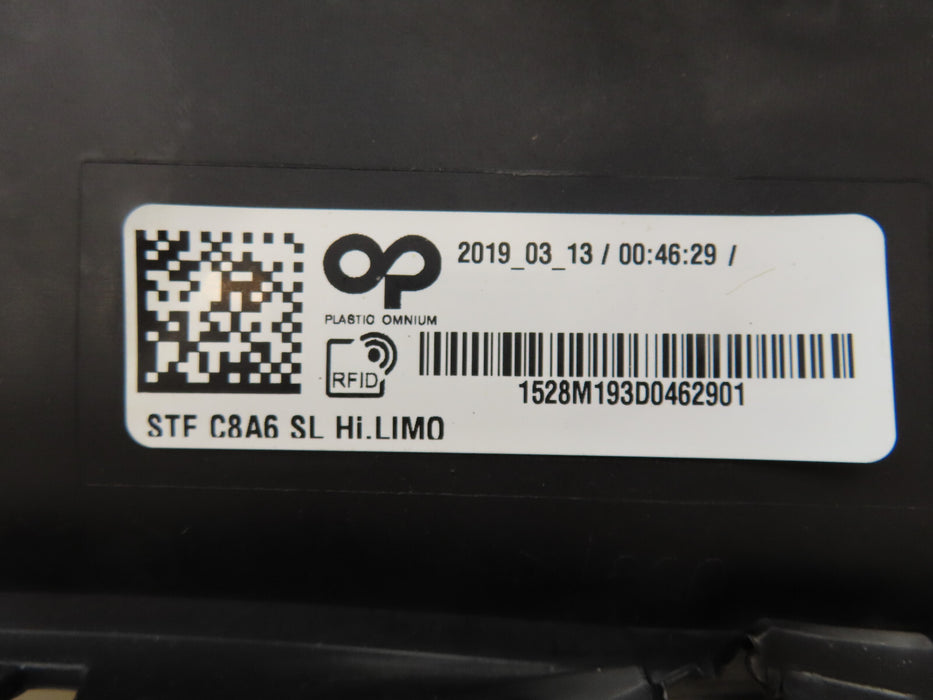 2019_03_13 / 00:46:29 /
PLASTIC OMNIUM
RFID
1528M193D0462901
STF C8A6 SL Hi.LIMO